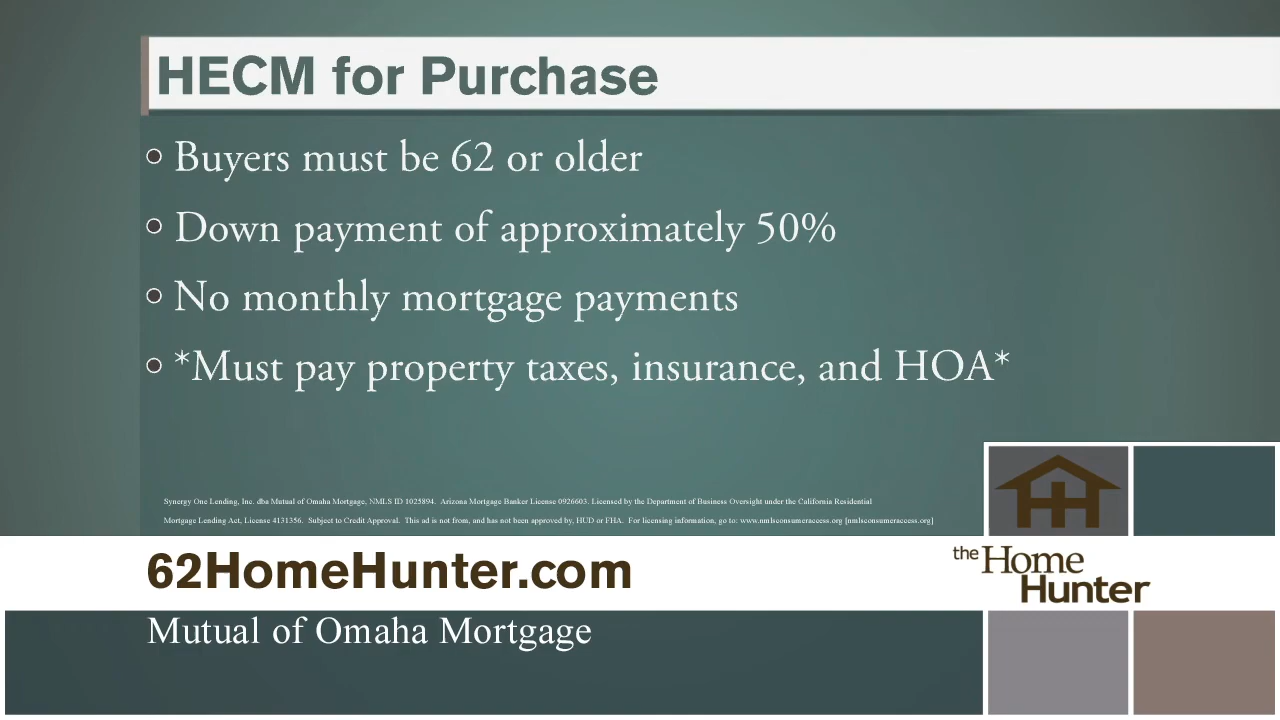 HECM for Purchase
Buyers must be 62 or older
Down payment of approximately 50%
No monthly mortgage payments
*Must pay property taxes, insurance, and HOA*
Synergy One Lending, Inc. dba Mutual of Omaha Mortgage, NMLS ID 1025894. Arizona Mortgage Banker License 0926603. Licensed by the Department of Business Oversight under the California Residential
Mortgage Lending Act, License 4131356. Subject to Credit Approval. This ad is not from, and has not been approved by, HUD or FHA. For licensing information, go to: www.nmlsconsumeraccess.org [nmlsconsumeraccess.org]
62HomeHunter.com
the Home
Hunter
Mutual of Omaha Mortgage